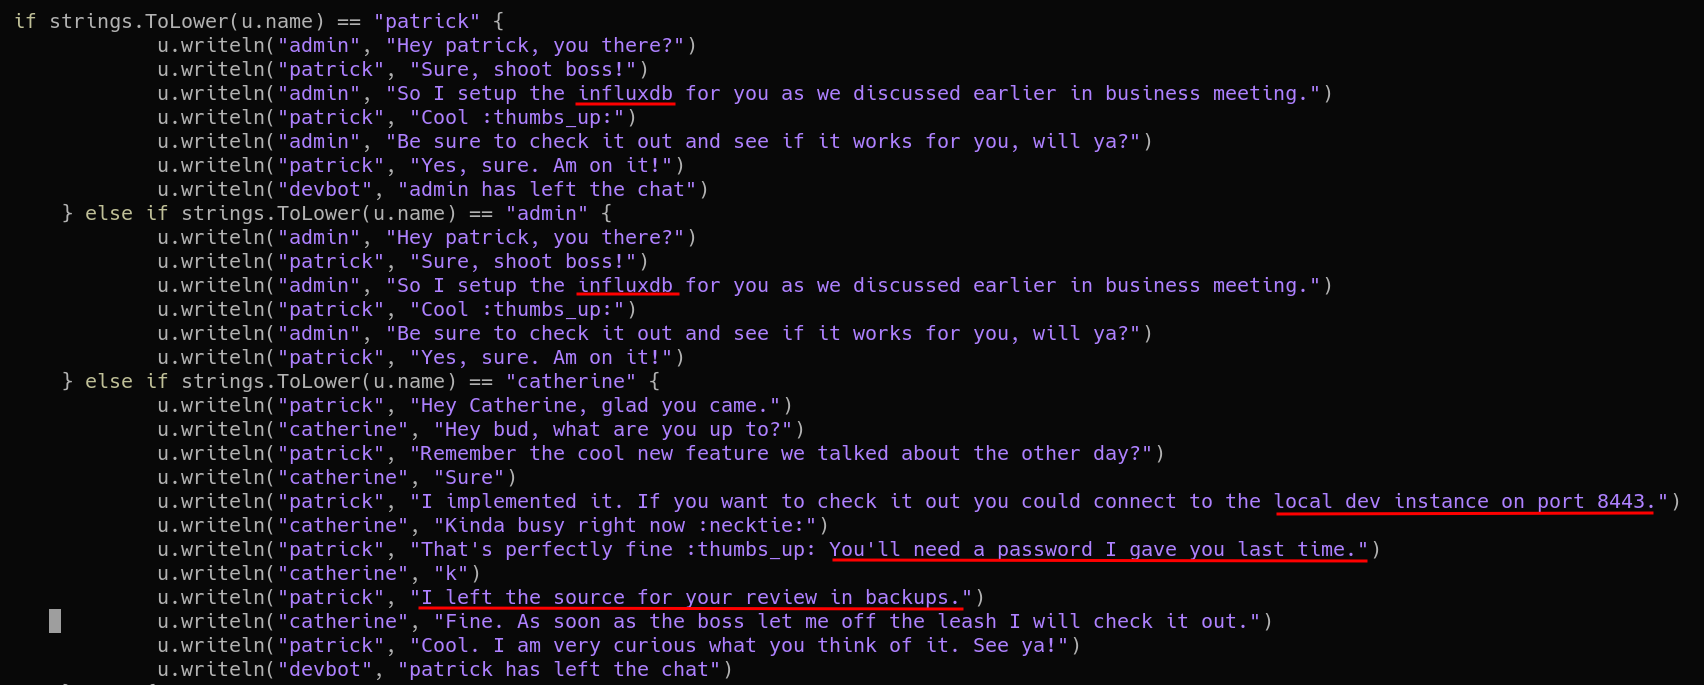 if strings.ToLower(u.name) == "patrick" {
u.writeln("admin", "Hey patrick, you there?")
u.writeln("patrick", "Sure, shoot boss!")
u.writeln("admin", "So I setup the influxdb for you as we discussed earlier in business meeting.")
u.writeln("patrick", "Cool :thumbs_up:")
u.writeln("admin", "Be sure to check it out and see if it works for you, will ya?")
u.writeln("patrick", "Yes, sure. Am on it!")
u.writeln("devbot", "admin has left the chat")
} else if strings.ToLower(u.name) == "admin" {
u.writeln("admin", "Hey patrick, you there?")
u.writeln("patrick", "Sure, shoot boss!")
u.writeln("admin", "So I setup the influxdb for you as we discussed earlier in business meeting.")
u.writeln("patrick", "Cool :thumbs_up:")
u.writeln("admin", "Be sure to check it out and see if it works for you, will ya?")
u.writeln("patrick", "Yes, sure. Am on it!")
} else if strings.ToLower(u.name) == "catherine" {
u.writeln("patrick", "Hey Catherine, glad you came.")
u.writeln("catherine", "Hey bud, what are you up to?")
u.writeln("patrick", "Remember the cool new feature we talked about the other day?")
u.writeln("catherine", "Sure")
u.writeln("patrick", "I implemented it. If you want to check it out you could connect to the local dev instance on port 8443.")
u.writeln("catherine", "Kinda busy right now :necktie:")
u.writeln("patrick", "That's perfectly fine :thumbs_up: You'll need a password I gave you last time.")
u.writeln("catherine", "k")
u.writeln("patrick", "I left the source for your review in backups.")
u.writeln("catherine", "Fine. As soon as the boss let me off the leash I will check it out.")
u.writeln("patrick", "Cool. I am very curious what you think of it. See ya!")
u.writeln("devbot", "patrick has left the chat")